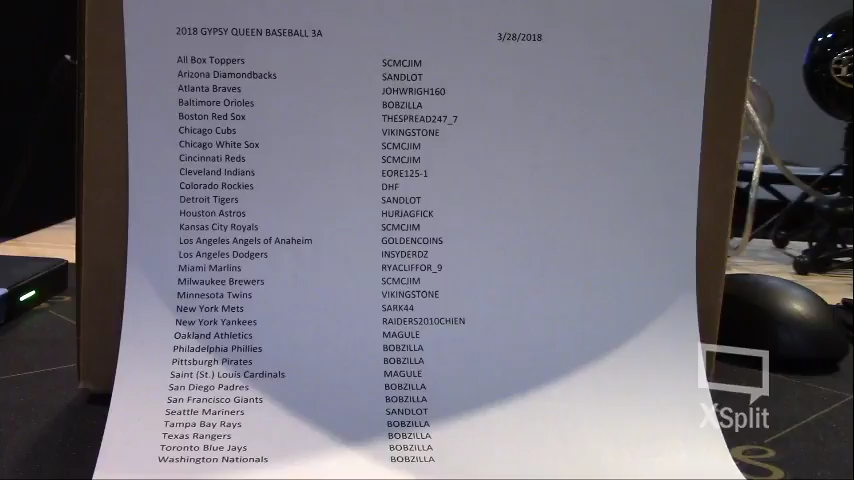 2018 GYPSY QUEEN BASEBALL 3A 3/28/2018
All Box Toppers SCMCJIM
Arizona Diamondbacks SANDLOT
Atlanta Braves JOHWRIGH160
Baltimore Orioles BOBZILLA
Boston Red Sox THESPREAD247_7
Chicago Cubs VIKINGSTONE
Chicago White Sox SCMCJIM
Cincinnati Reds SCMCJIM
Cleveland Indians EORE125-1
Colorado Rockies DHF
Detroit Tigers SANDLOT
Houston Astros HURJAGFICK
Kansas City Royals SCMCJIM
Los Angeles Angels of Anaheim GOLDENCOINS
Los Angeles Dodgers INSYDERDZ
Miami Marlins RYACLIFFOR_9
Milwaukee Brewers SCMCJIM
Minnesota Twins VIKINGSTONE
New York Mets SARK44
New York Yankees RAIDERS2010CHIEN
Oakland Athletics MAGULE
Philadelphia Phillies BOBZILLA
Pittsburgh Pirates BOBZILLA
Saint (St.) Louis Cardinals MAGULE
San Diego Padres BOBZILLA
San Francisco Giants BOBZILLA
Seattle Mariners SANDLOT
Tampa Bay Rays BOBZILLA
Texas Rangers BOBZILLA
Toronto Blue Jays BOBZILLA
Washington Nationals BOBZILLA
XSplit